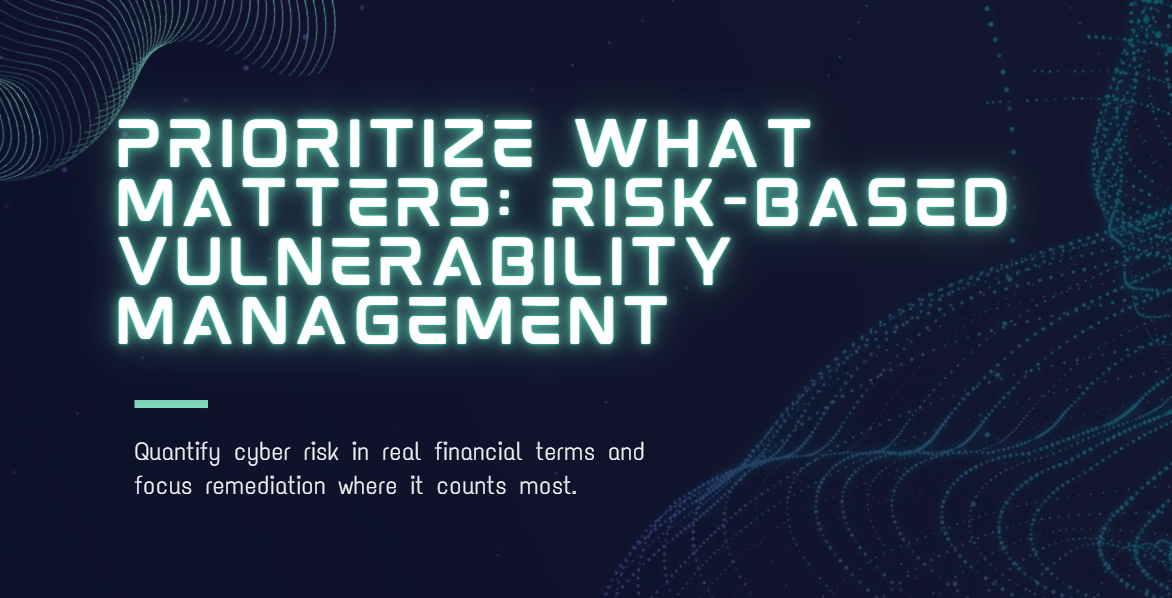 PRIORITIZE WHAT
MATTERS: RISK-BASED
VULNERABILITY
MANAGEMENT
Quantify cyber risk in real financial terms and
focus remediation where it counts most.